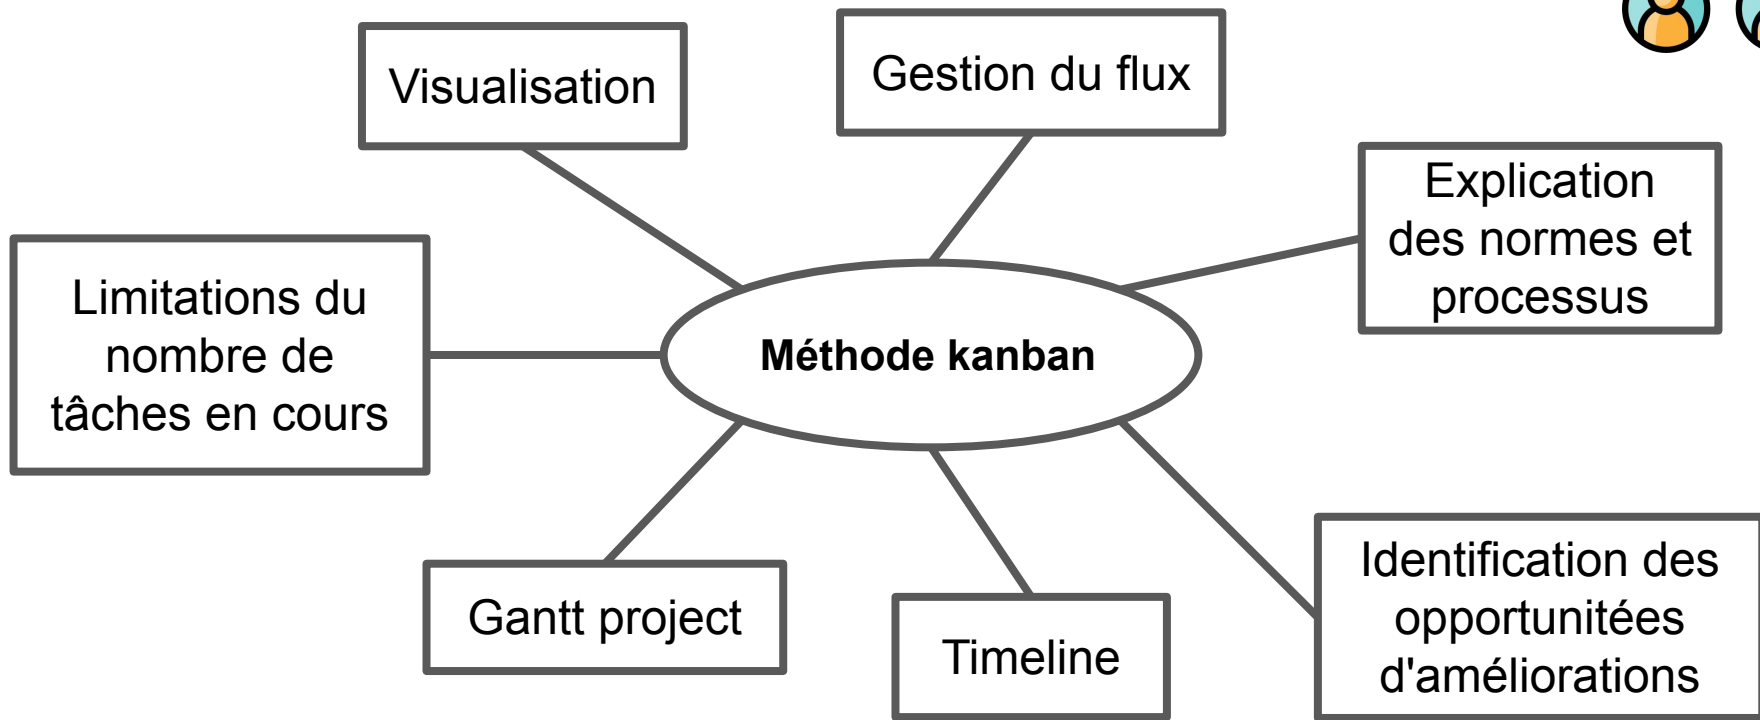 Visualisation
Gestion du flux
Explication
des normes et
processus
Limitations du
nombre de
tâches en cours
Méthode kanban
Gantt project
Timeline
Identification des
opportunitées
d'améliorations